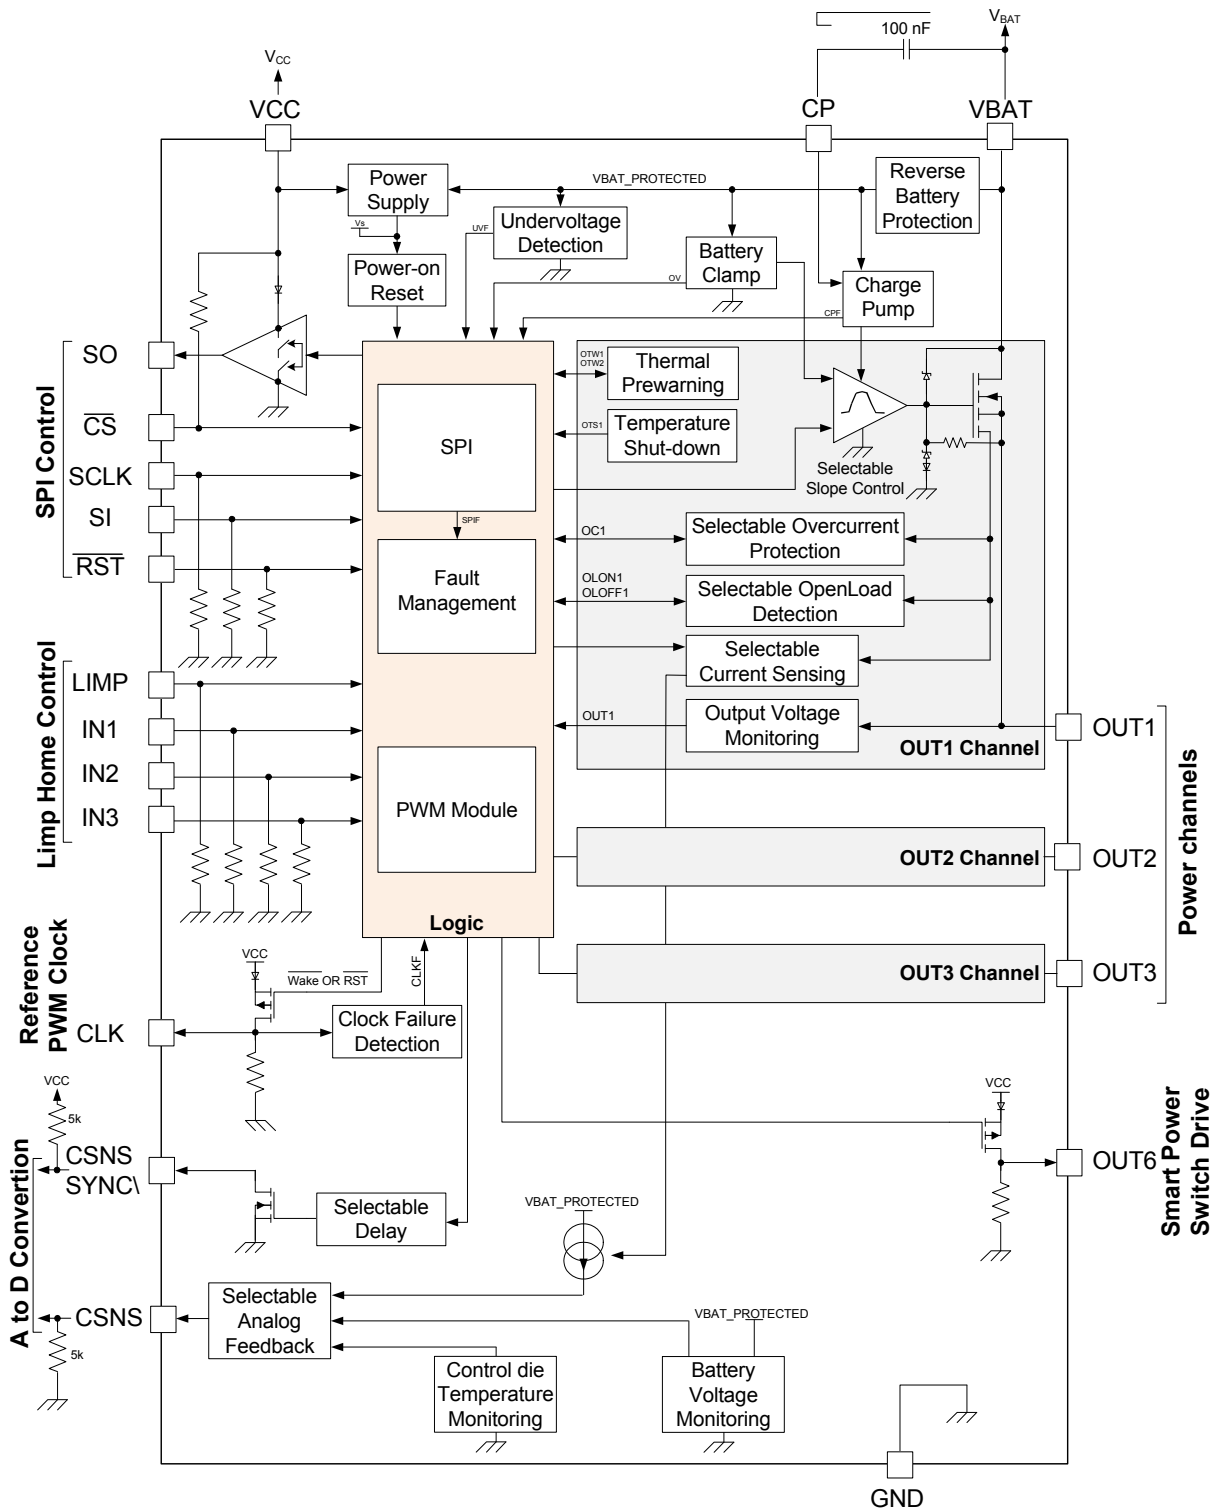 100 nF
VBAT
VCC
VCC
CP
VBAT
Power
Supply
VBAT_PROTECTED
Reverse
Battery
Protection
Vs
UVF
Undervoltage
Detection
Battery
Clamp
Power-on
Reset
OV
Charge
Pump
CPF
SPI Control
SO
CS
SCLK
SI
RST
SPI
SPIF
Fault
Management
PWM Module
Logic
OTW1
OTW2
Thermal
Prewarning
OTS1
Temperature
Shut-down
Selectable
Slope Control
OC1
Selectable Overcurrent
Protection
OLON1
OLOFF1
Selectable OpenLoad
Detection
Selectable
Current Sensing
OUT1
Output Voltage
Monitoring
OUT1 Channel
OUT2 Channel
OUT3 Channel
OUT1
OUT2
OUT3
Power channels
Limp Home Control
LIMP
IN1
IN2
IN3
Reference
PWM Clock
CLK
VCC
Wake OR RST
CLKF
Clock Failure
Detection
VCC
5k
CSNS
SYNC\
A to D Convertion
Selectable
Delay
VBAT_PROTECTED
VCC
OUT6
Smart Power
Switch Drive
CSNS
5k
Selectable
Analog
Feedback
Control die
Temperature
Monitoring
VBAT_PROTECTED
Battery
Voltage
Monitoring
GND